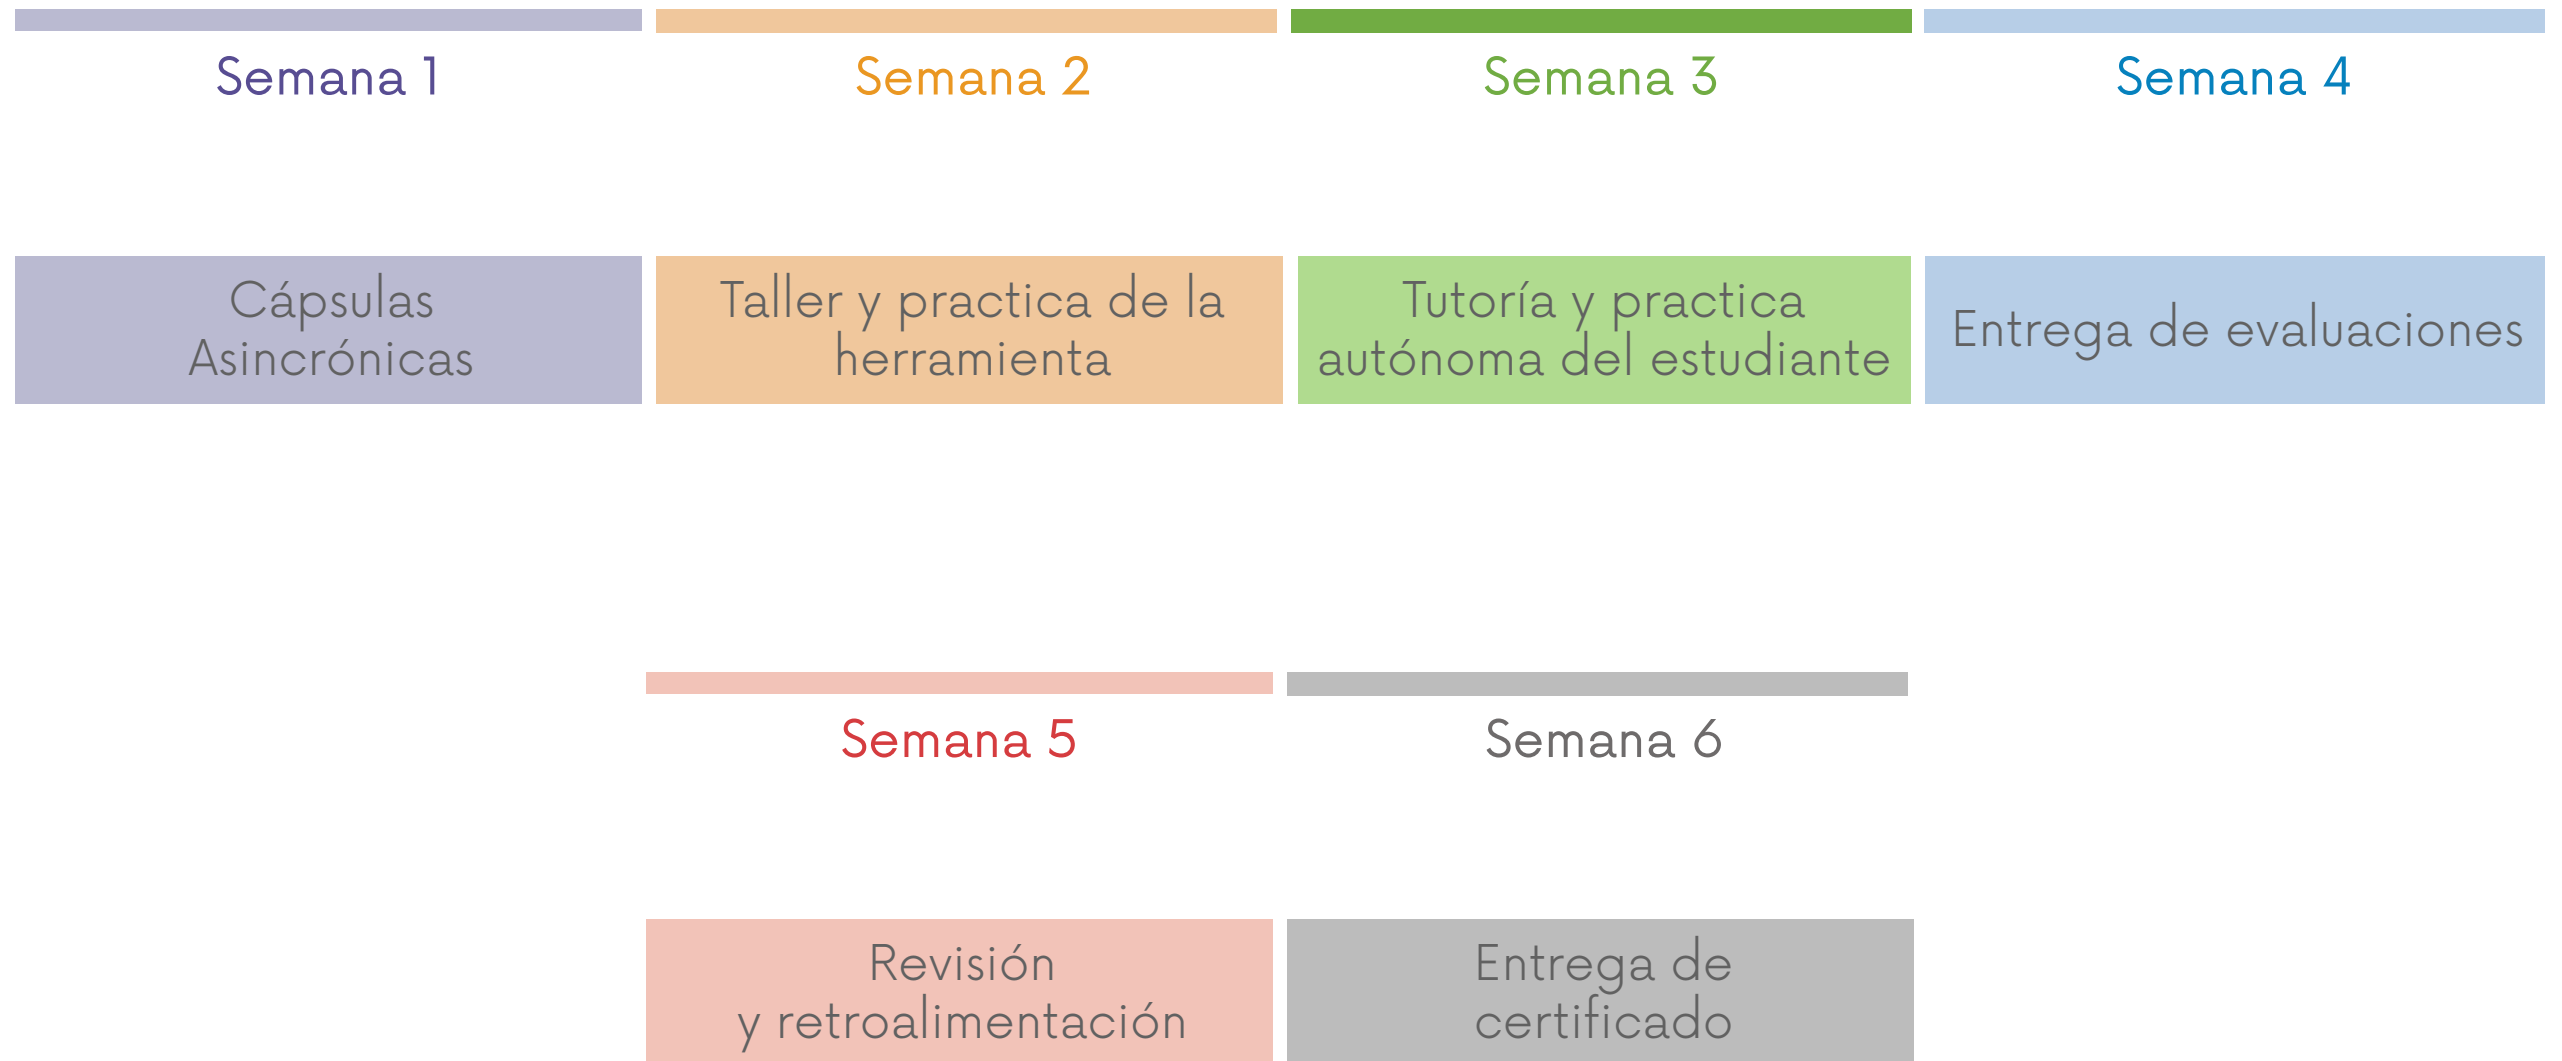 Semana 1
Semana 2
Semana 3
Semana 4
Cápsulas
Asincrónicas
Taller y practica de la
herramienta
Tutoría y practica
autónoma del estudiante
Entrega de evaluaciones
Semana 5
Semana 6
Revisión
y retroalimentación
Entrega de
certificado